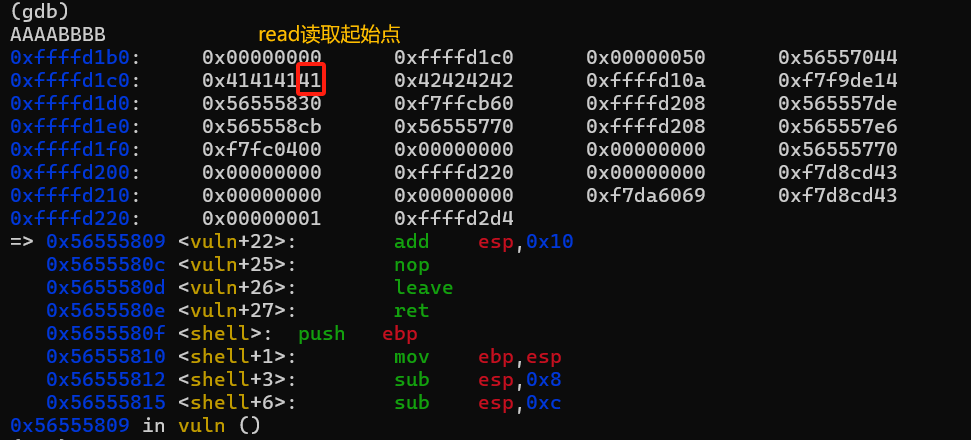 (gdb)
AAAABBBB read读取起始点
0xffffd1b0: 0x00000000 0xffffd1c0 0x00000050 0x56557044
0xffffd1c0: 0x41414141 0x42424242 0xffffd10a 0xf7f9de14
0xffffd1d0: 0x56555830 0xf7ffcb60 0xffffd208 0x565557de
0xffffd1e0: 0x565558cb 0x56555770 0xffffd208 0x565557e6
0xffffd1f0: 0xf7fc0400 0x00000000 0x00000000 0x56555770
0xffffd200: 0x00000000 0xffffd220 0x00000000 0xf7d8cd43
0xffffd210: 0x00000000 0x00000000 0xf7da6069 0xf7d8cd43
0xffffd220: 0x00000001 0xffffd2d4
=> 0x56555809 <vuln+22>: add esp,0x10
0x5655580c <vuln+25>: nop
0x5655580d <vuln+26>: leave
0x5655580e <vuln+27>: ret
0x5655580f <shell>: push ebp
0x56555810 <shell+1>: mov ebp,esp
0x56555812 <shell+3>: sub esp,0x8
0x56555815 <shell+6>: sub esp,0xc
0x56555809 in vuln ()